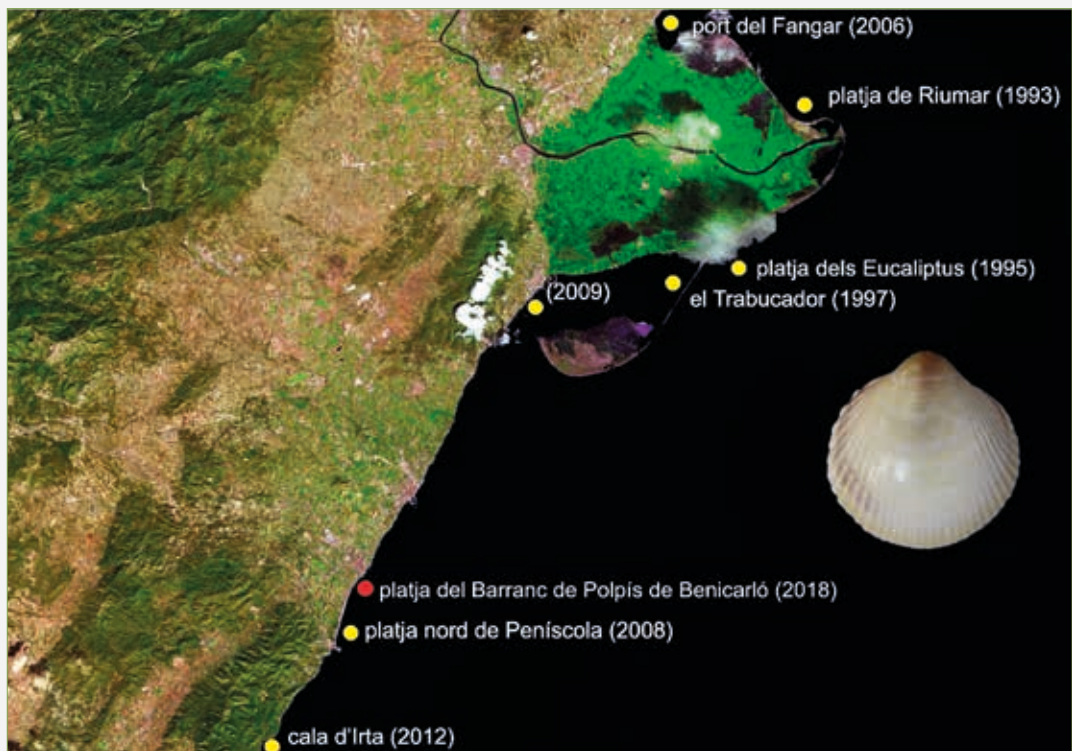 port del Fangar (2006)
platja de Riumar (1993)
platja dels Eucaliptus (1995)
el Trabucador (1997)
(2009)
platja del Barranc de Polpís de Benicarló (2018)
platja nord de Peníscola (2008)
cala d'Irta (2012)